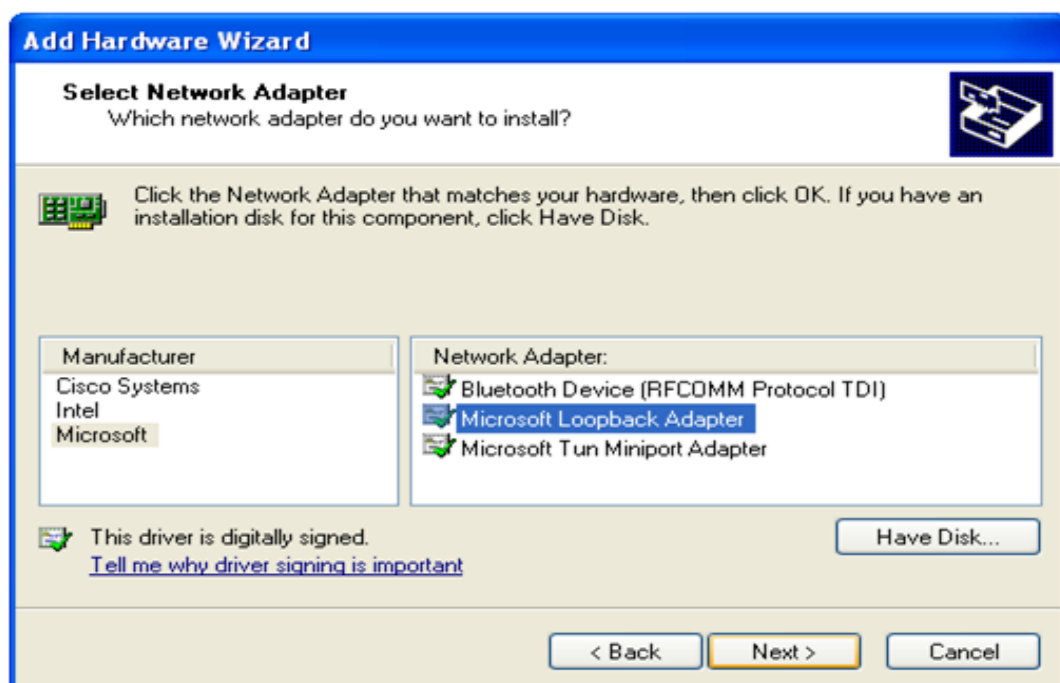 Add Hardware Wizard
Select Network Adapter
Which network adapter do you want to install?
Click the Network Adapter that matches your hardware, then click OK. If you have an
installation disk for this component, click Have Disk.
Manufacturer
Cisco Systems
Intel
Microsoft
Network Adapter:
Bluetooth Device (RFCOMM Protocol TDI)
Microsoft Loopback Adapter
Microsoft Tun Miniport Adapter
This driver is digitally signed.
Tell me why driver signing is important
Have Disk...
< Back
Next >
Cancel